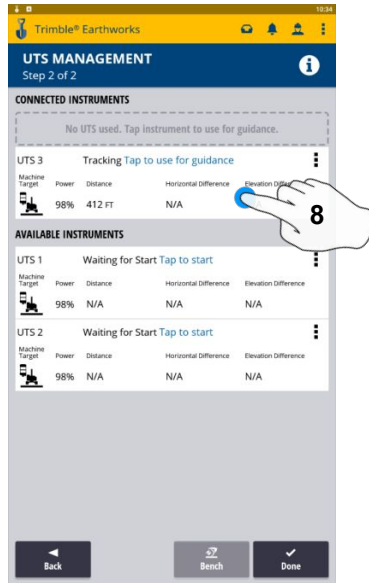 10:34
Trimble® Earthworks
UTS MANAGEMENT
Step 2 of 2
CONNECTED INSTRUMENTS
No UTS used. Tap instrument to use for guidance.
UTS 3 Tracking Tap to use for guidance
Machine Target Power Distance Horizontal Difference Elevation
98% 412 FT N/A
8
AVAILABLE INSTRUMENTS
UTS 1 Waiting for Start Tap to start
Machine Target Power Distance Horizontal Difference Elevation Difference
98% N/A N/A N/A
UTS 2 Waiting for Start Tap to start
Machine Target Power Distance Horizontal Difference Elevation Difference
98% N/A N/A N/A
Back Bench Done